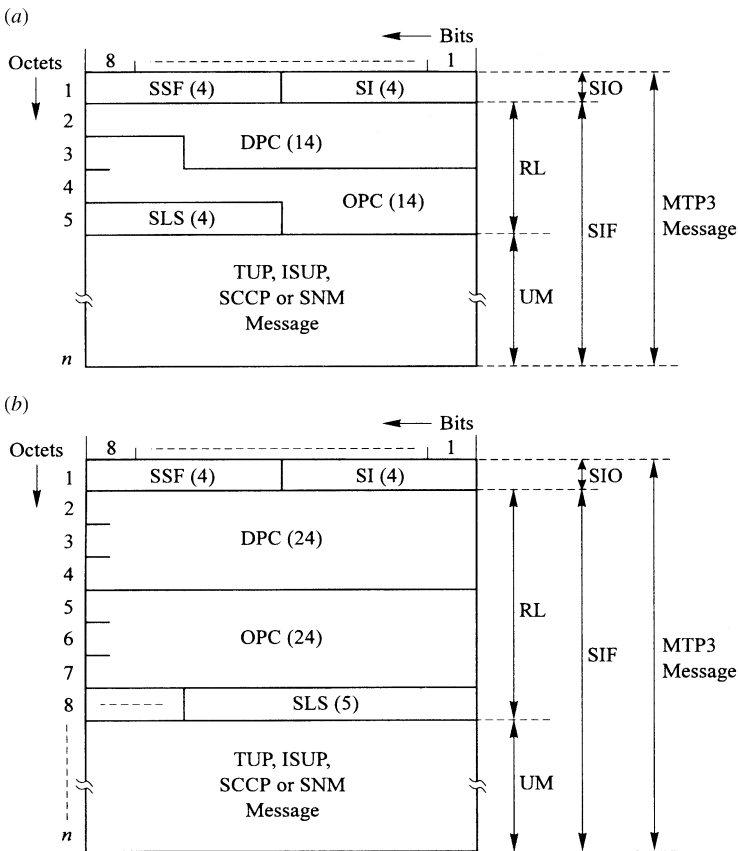 (a)
Bits
Octets
8
1
1
SSF (4)
SI (4)
SIO
2
DPC (14)
3
RL
4
OPC (14)
MTP3
Message
5
SLS (4)
SIF
TUP, ISUP,
SCCP or SNM
Message
UM
n
(b)
Bits
Octets
8
1
1
SSF (4)
SI (4)
SIO
2
3
DPC (24)
4
5
RL
6
OPC (24)
SIF
MTP3
Message
7
8
SLS (5)
TUP, ISUP,
SCCP or SNM
Message
UM
n